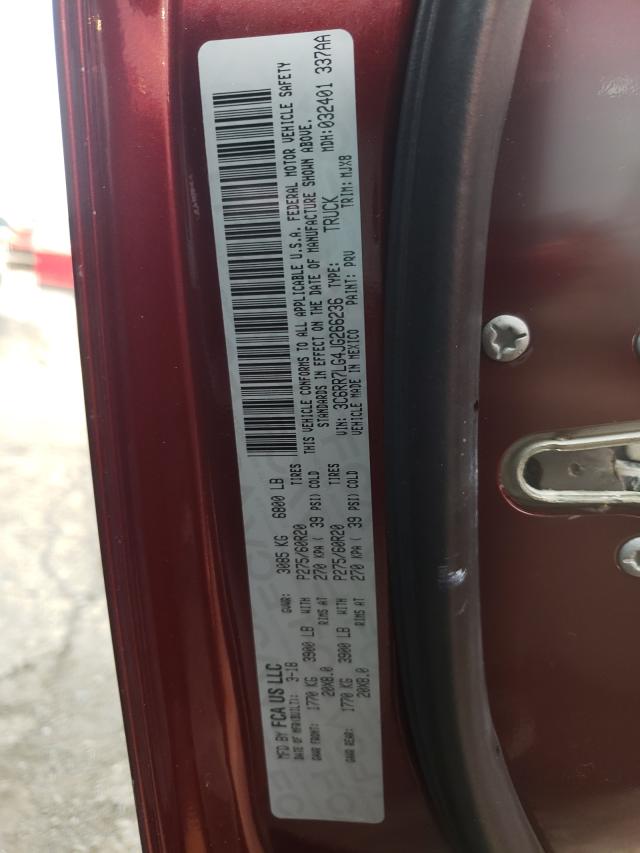 MFD BY FCA US LLC
DATE OF MFR(BUILT): 3-18 GVWR: 3085 KG 6800 LB
GAWR FRONT: 1770 KG 3900 LB WITH P275/60R20 TIRES
20X8.0 RIMS AT 270 KPA ( 39 PSI) COLD
GAWR REAR: 1770 KG 3900 LB WITH P275/60R20 TIRES
20X8.0 RIMS AT 270 KPA ( 39 PSI) COLD
THIS VEHICLE CONFORMS TO ALL APPLICABLE U.S.A. FEDERAL MOTOR VEHICLE SAFETY
STANDARDS IN EFFECT ON THE DATE OF MANUFACTURE SHOWN ABOVE.
VIN: 3C6RR7LG4JG266236 TYPE: TRUCK MDH: 032401 337AA
VEHICLE MADE IN MEXICO PAINT: PRV TRIM: MJX8